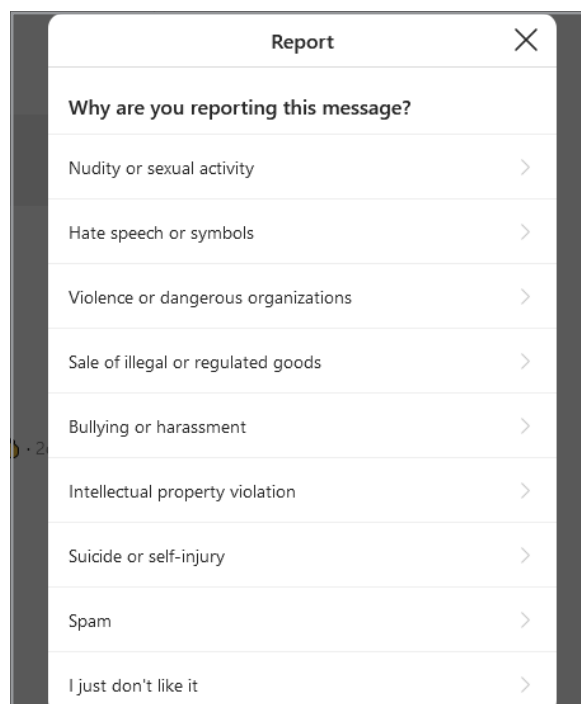 Report
Why are you reporting this message?
Nudity or sexual activity
Hate speech or symbols
Violence or dangerous organizations
Sale of illegal or regulated goods
Bullying or harassment
· 2
Intellectual property violation
Suicide or self-injury
Spam
I just don't like it